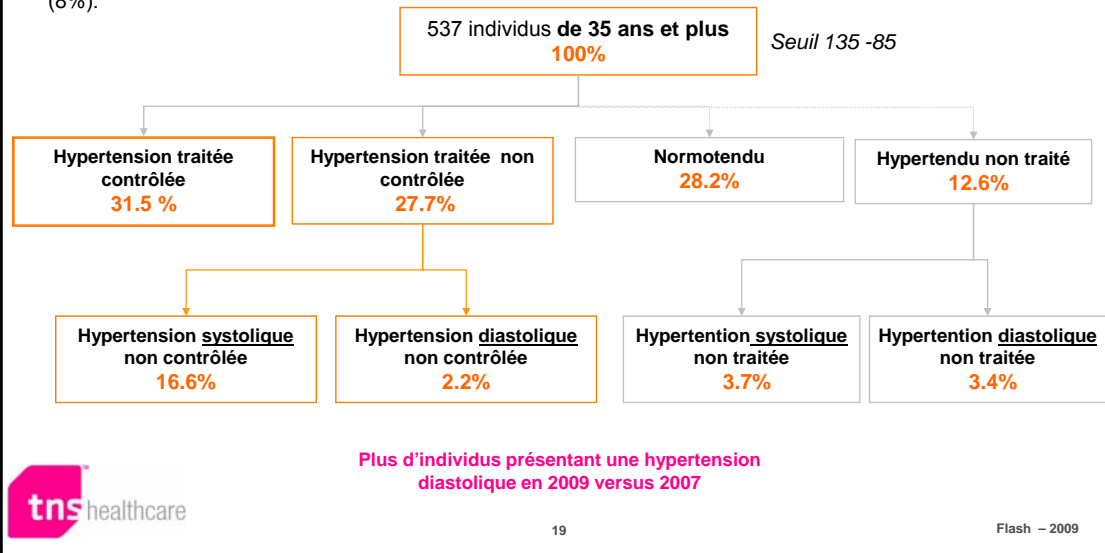 (8%).
537 individus de 35 ans et plus
100%
Seuil 135 -85
Hypertension traitée
contrôlée
31.5 %
Hypertension traitée non
contrôlée
27.7%
Normotendu
28.2%
Hypertendu non traité
12.6%
Hypertension systolique
non contrôlée
16.6%
Hypertension diastolique
non contrôlée
2.2%
Hypertention systolique
non traitée
3.7%
Hypertention diastolique
non traitée
3.4%
Plus d'individus présentant une hypertension
diastolique en 2009 versus 2007
tns healthcare
TM
19
Flash – 2009